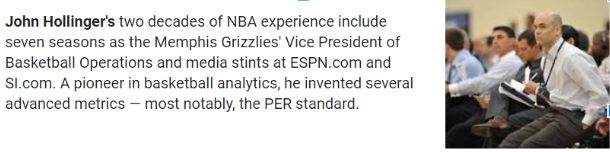 John Hollinger's two decades of NBA experience include
seven seasons as the Memphis Grizzlies' Vice President of
Basketball Operations and media stints at ESPN.com and
SI.com. A pioneer in basketball analytics, he invented several
advanced metrics — most notably, the PER standard.